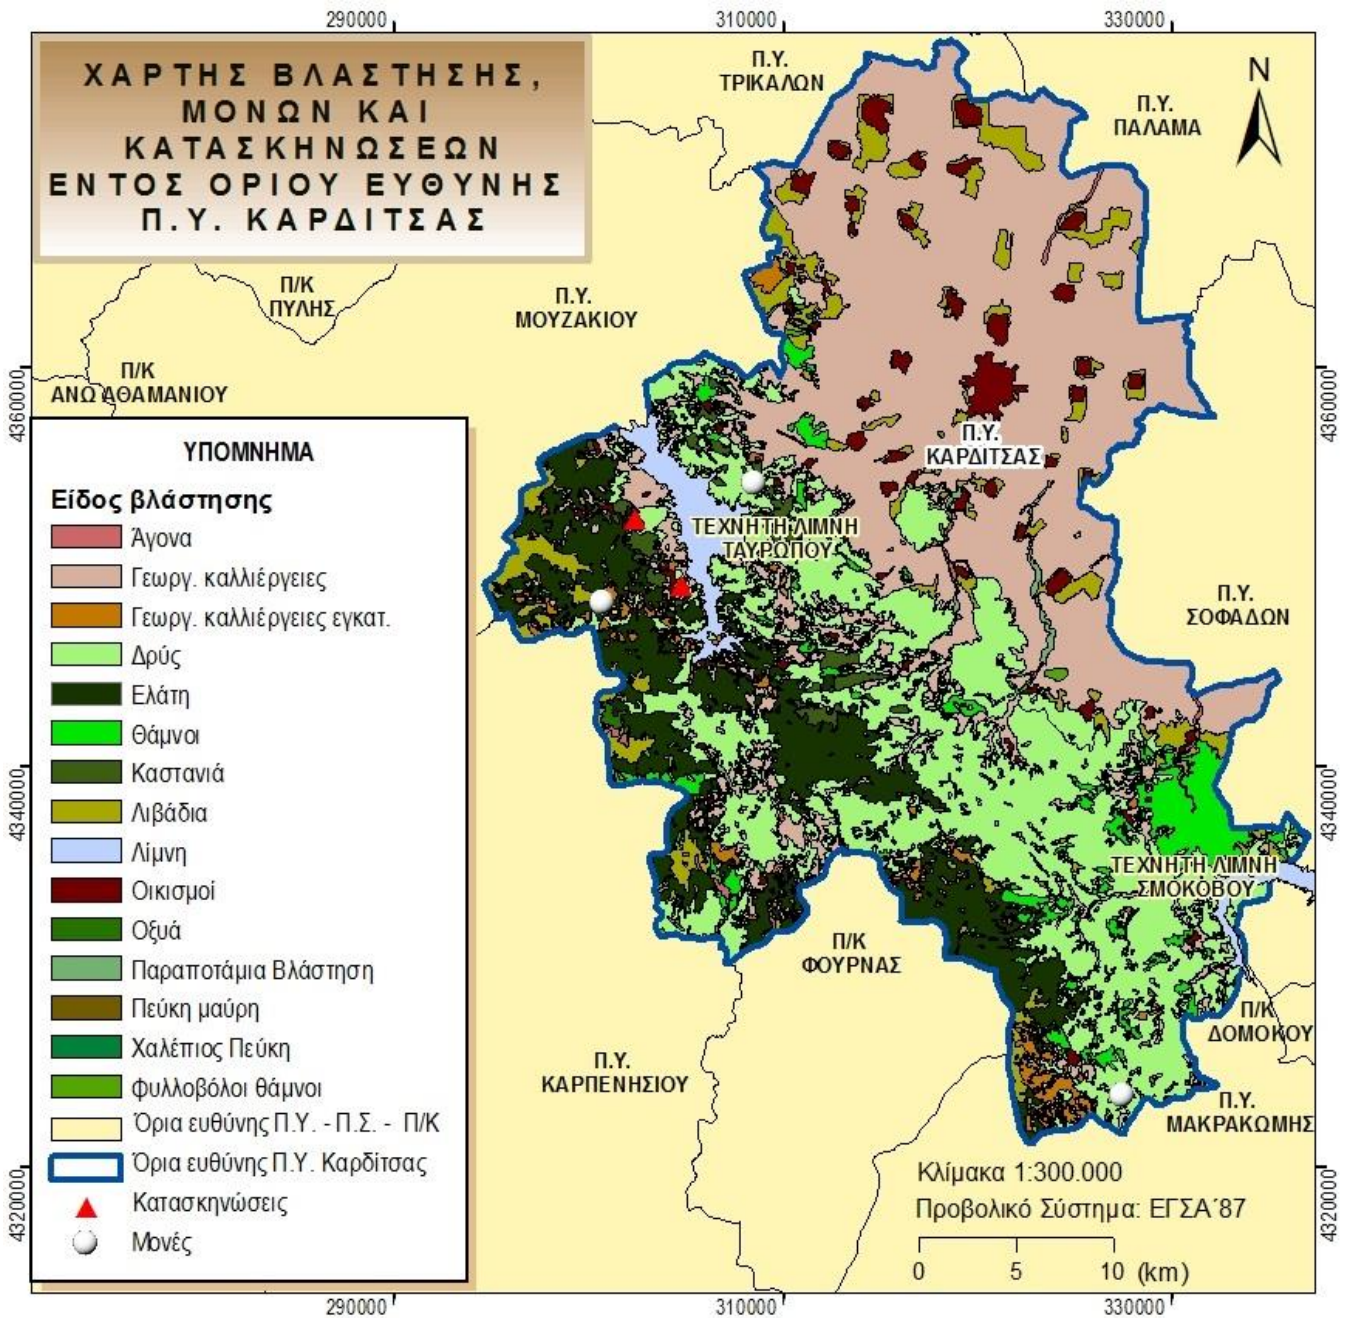 290000
310000
330000
ΧΑΡΤΗΣ ΒΛΑΣΤΗΣΗΣ,
ΜΟΝΩΝ ΚΑΙ
ΚΑΤΑΣΚΗΝΩΣΕΩΝ
ΕΝΤΟΣ ΟΡΙΟΥ ΕΥΘΥΝΗΣ
Π.Υ. ΚΑΡΔΙΤΣΑΣ
Π.Υ.
ΤΡΙΚΑΛΩΝ
N
Π.Υ.
ΠΑΛΑΜΑ
Π/Κ
ΠΥΛΗΣ
Π.Υ.
ΜΟΥΖΑΚΙΟΥ
Π/Κ
ΑΝΩ ΑΘΑΜΑΝΙΟΥ
4360000
4360000
Π.Υ.
ΚΑΡΔΙΤΣΑΣ
ΤΕΧΝΗΤΗ ΛΙΜΝΗ
ΤΑΥΡΩΠΟΥ
Π.Υ.
ΣΟΦΑΔΩΝ
ΥΠΟΜΝΗΜΑ
Είδος βλάστησης
Άγονα
Γεωργ. καλλιέργειες
Γεωργ. καλλιέργειες εγκατ.
Δρύς
Ελάτη
Θάμνοι
Καστανιά
Λιβάδια
Λίμνη
Οικισμοί
Οξυά
Παραποτάμια Βλάστηση
Πεύκη μαύρη
Χαλέπιος Πεύκη
Φυλλοβόλοι θάμνοι
Όρια ευθύνης Π.Υ. - Π.Σ. - Π/Κ
Όρια ευθύνης Π.Υ. Καρδίτσας
Κατασκηνώσεις
Μονές
4340000
4340000
ΤΕΧΝΗΤΗ ΛΙΜΝΗ
ΣΜΟΚΟΒΟΥ
Π/Κ
ΦΟΥΡΝΑΣ
Π/Κ
ΔΟΜΟΚΟΥ
Π.Υ.
ΚΑΡΠΕΝΗΣΙΟΥ
Π.Υ.
ΜΑΚΡΑΚΩΜΗΣ
4320000
4320000
Κλίμακα 1:300.000
Προβολικό Σύστημα: ΕΓΣΑ΄87
0 5 10 (km)
290000
310000
330000